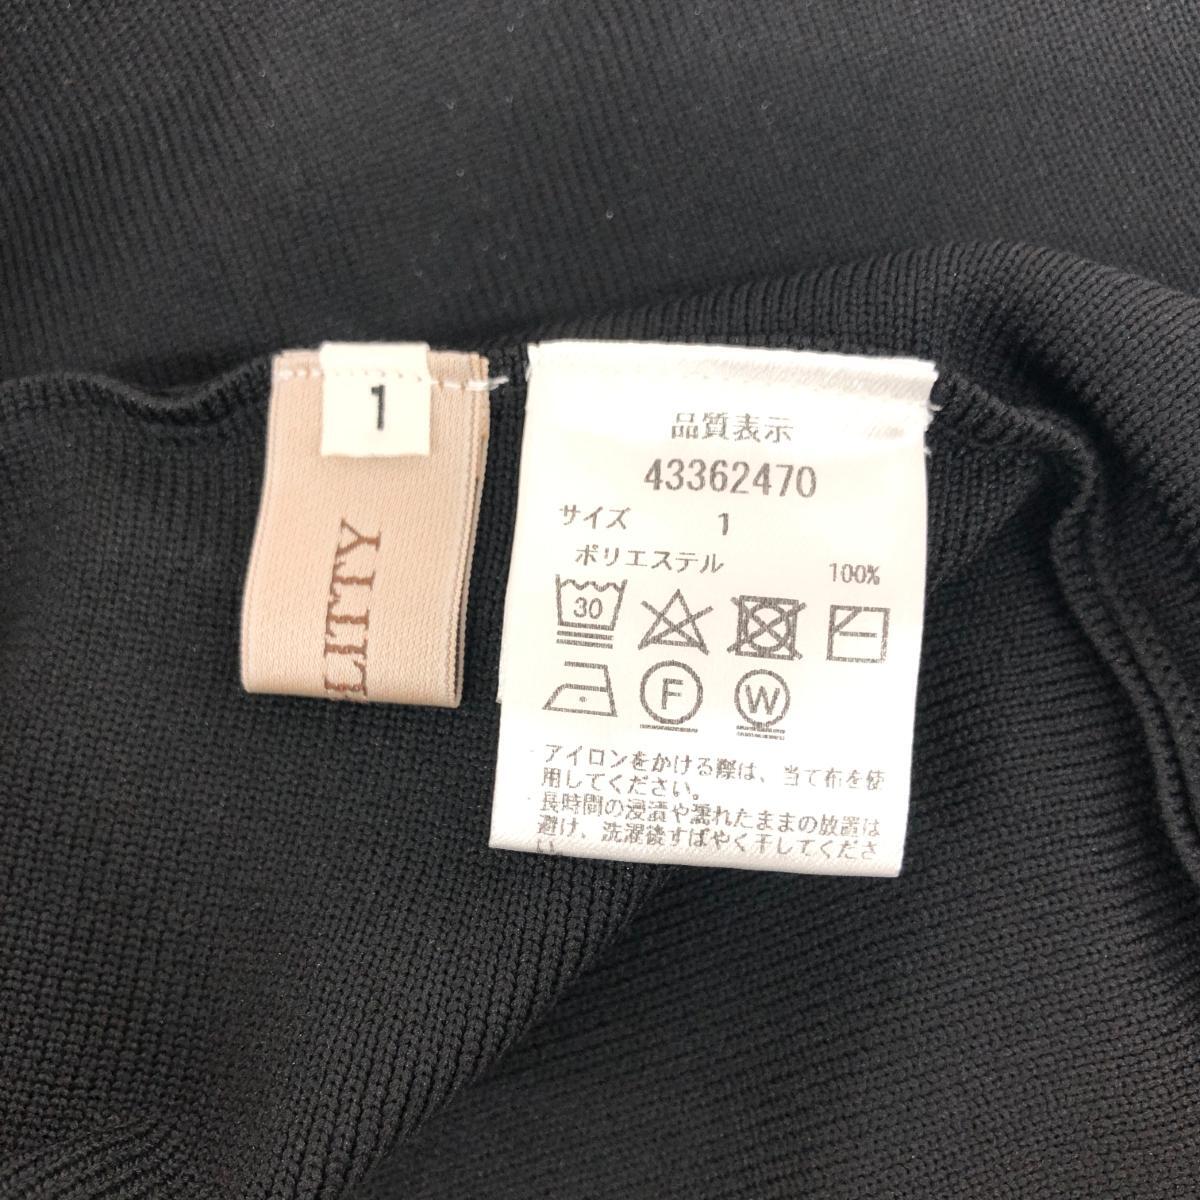 1
LITTY
品質表示
43362470
サイズ 1
ポリエステル 100%
30
F
W
アイロンをかける際は、当て布を使
用してください。
長時間の浸漬や濡れたままの放置は
避け、洗濯後すばやく干してくださ
い。